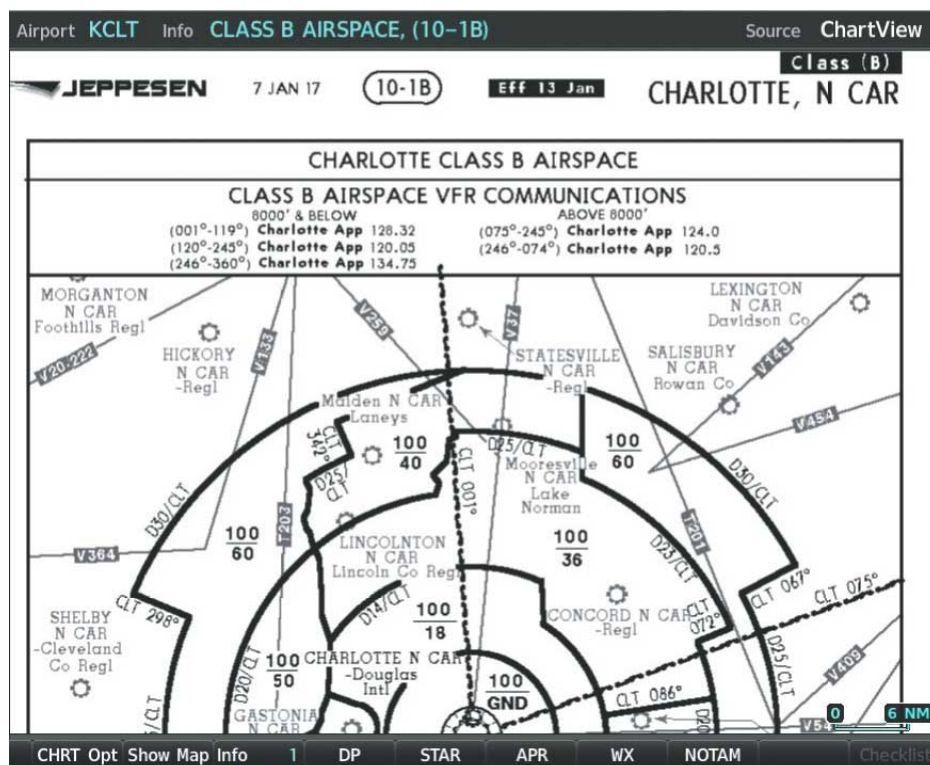 Airport KCLT Info CLASS B AIRSPACE, (10-1B) Source ChartView
JEPPESEN 7 JAN 17 10-1B Eff 13 Jan
Class (B)
CHARLOTTE, N CAR
CHARLOTTE CLASS B AIRSPACE
CLASS B AIRSPACE VFR COMMUNICATIONS
8000' & BELOW
(001°-119°) Charlotte App 128.32
(120°-245°) Charlotte App 120.05
(246°-360°) Charlotte App 134.75
ABOVE 8000'
(075°-245°) Charlotte App 124.0
(246°-074°) Charlotte App 120.5
MORGANTON
N CAR
Foothills Regl
V20-222
HICKORY
N CAR
-Regl
V133
V259
V37
STATESVILLE
N CAR
-Regl
LEXINGTON
N CAR
Davidson Co
SALISBURY
N CAR
Rowan Co
V143
V454
Maiden N CAR
Laneys
CLT
342°
D25/
CLT
100
40
D25/CLT
Mooresville
N CAR
Lake
Norman
100
60
D30/CLT
D30/CLT
CLT 001°
T203
100
60
V364
LINCOLNTON
N CAR
Lincoln Co Regl
100
36
D25/CLT
T201
CLT 298°
D14/CLT
100
18
CONCORD N CAR
-Regl
CLT
072°
CLT 067°
CLT 075°
SHELBY
N CAR
-Cleveland
Co Regl
D20/CLT
100
50
CHARLOTTE N CAR
-Douglas
Intl
100
GND
CLT 086°
D25/CLT
V409
GASTONIA
N CAR
/CLT
D20
V54
0 6 NM
CHRT Opt Show Map Info 1 DP STAR APR WX NOTAM Checklist